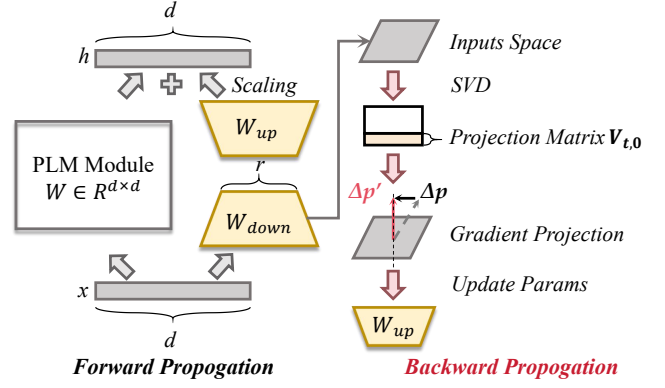 d
h
Scaling
W_up
PLM Module
W ∈ R^{d×d}
r
W_down
x
d
Forward Propogation
Inputs Space
SVD
Projection Matrix V_{t,0}
Δp′
Δp
Gradient Projection
Update Params
W_up
Backward Propogation